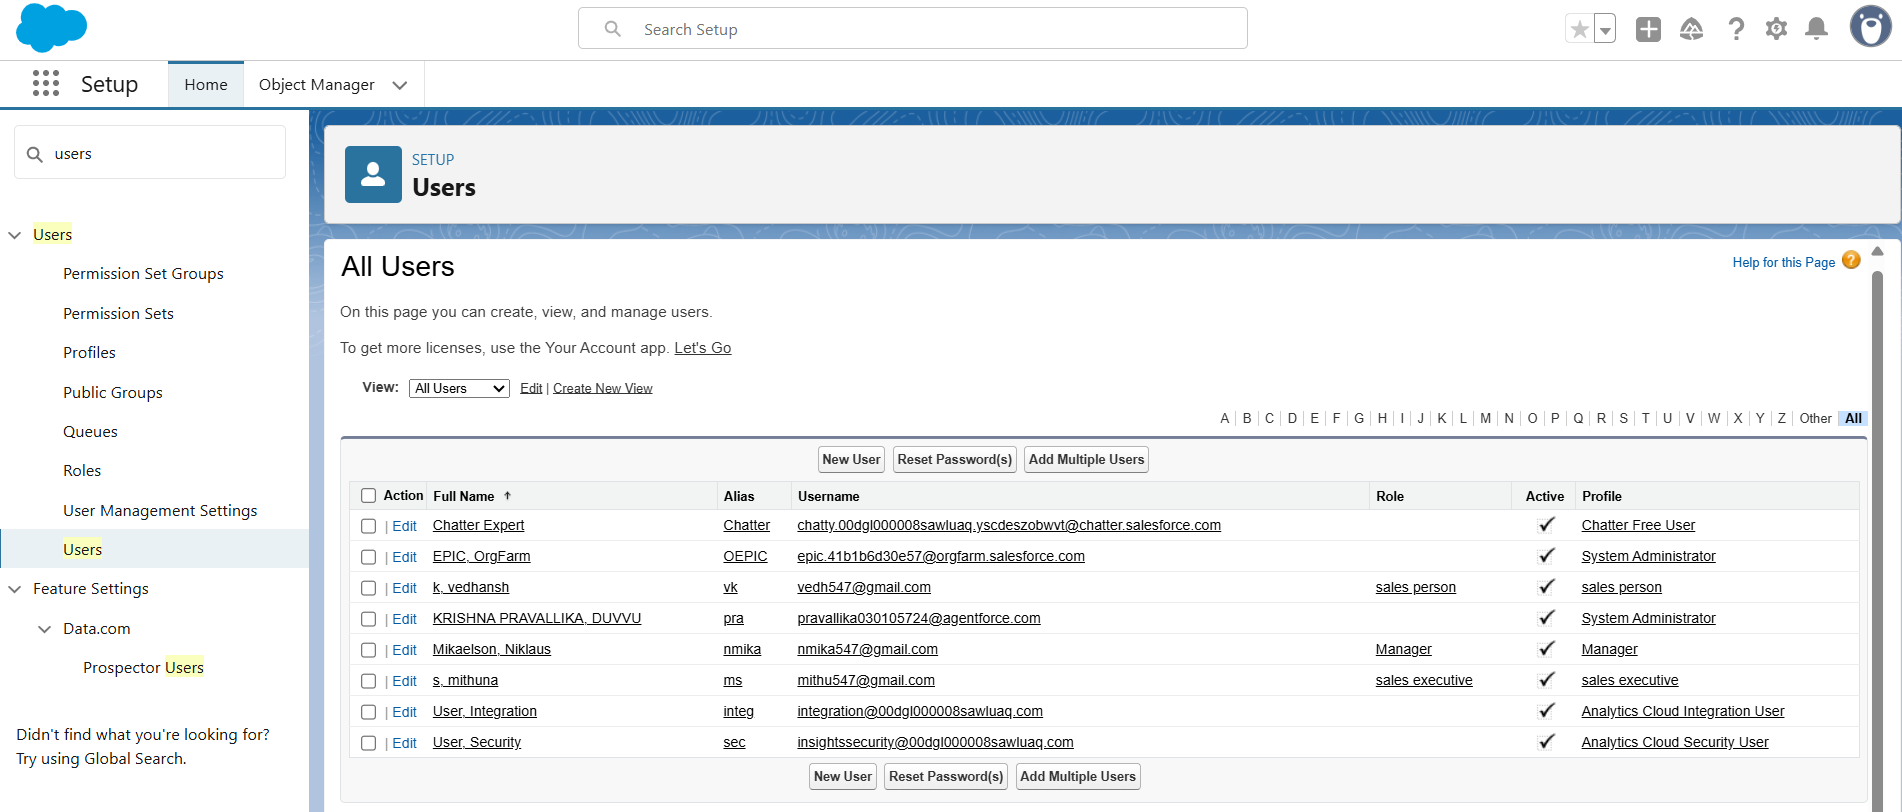 Search Setup
Setup
Home
Object Manager
users
Users
Permission Set Groups
Permission Sets
Profiles
Public Groups
Queues
Roles
User Management Settings
Users
Feature Settings
Data.com
Prospector Users
Didn't find what you're looking for?
Try using Global Search.
SETUP
Users
All Users
Help for this Page ?
On this page you can create, view, and manage users.
To get more licenses, use the Your Account app. Let's Go
View: All Users Edit | Create New View
A | B | C | D | E | F | G | H | I | J | K | L | M | N | O | P | Q | R | S | T | U | V | W | X | Y | Z | Other | All
New User Reset Password(s) Add Multiple Users
Action Full Name ↑ Alias Username Role Active Profile
| Edit Chatter Expert Chatter chatty.00dgl000008sawluaq.yscdeszobwvt@chatter.salesforce.com ✓ Chatter Free User
| Edit EPIC, OrgFarm OEPIC epic.41b1b6d30e57@orgfarm.salesforce.com ✓ System Administrator
| Edit k, vedhansh vk vedh547@gmail.com sales person ✓ sales person
| Edit KRISHNA PRAVALLIKA, DUVVU pra pravallika030105724@agentforce.com ✓ System Administrator
| Edit Mikaelson, Niklaus nmika nmika547@gmail.com Manager ✓ Manager
| Edit s, mithuna ms mithu547@gmail.com sales executive ✓ sales executive
| Edit User, Integration integ integration@00dgl000008sawluaq.com ✓ Analytics Cloud Integration User
| Edit User, Security sec insightssecurity@00dgl000008sawluaq.com ✓ Analytics Cloud Security User
New User Reset Password(s) Add Multiple Users